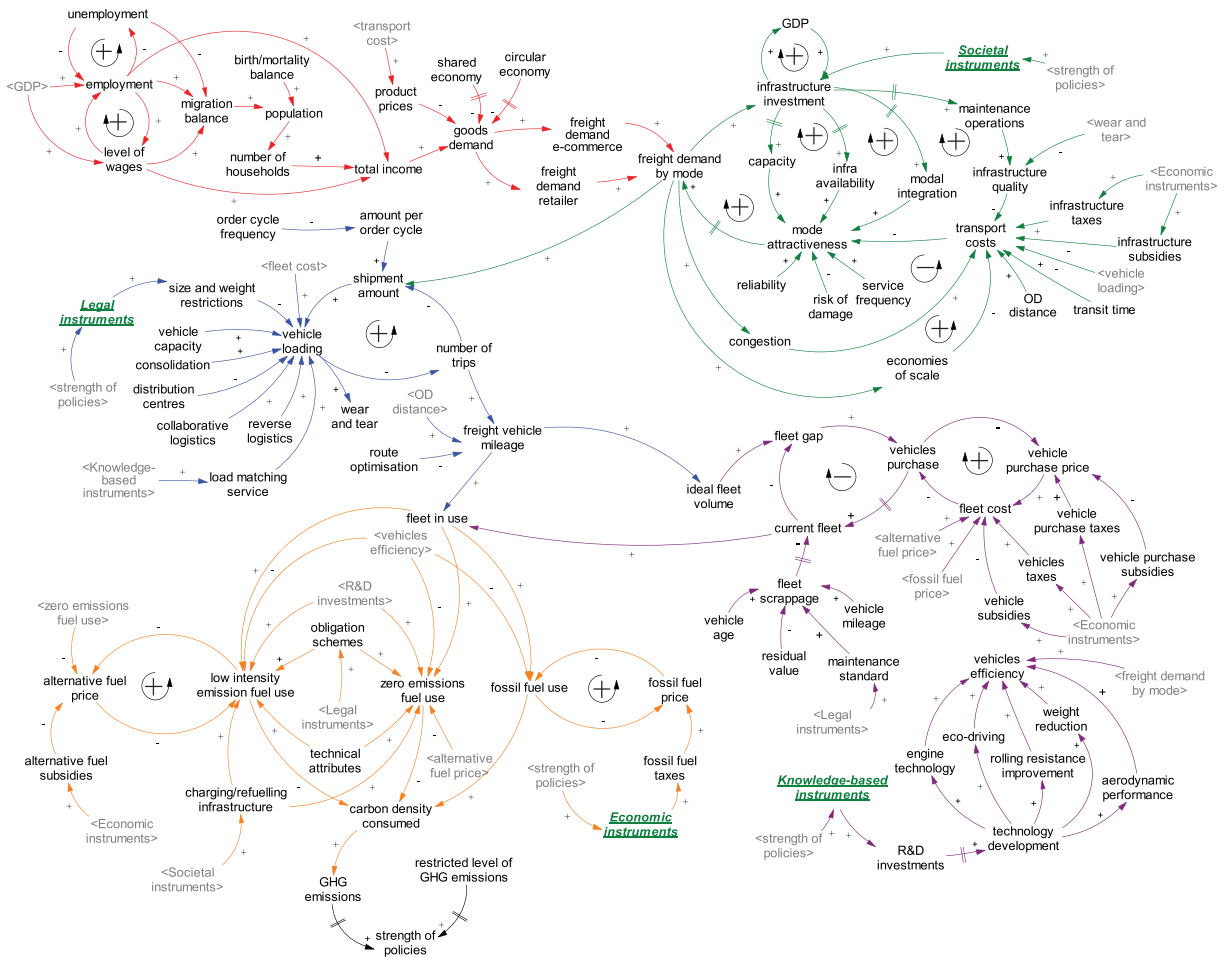 unemployment
<GDP>
employment
level of
wages
migration
balance
birth/mortality
balance
population
number of
households
total income
<transport
cost>
product
prices
shared
economy
circular
economy
goods
demand
freight
demand
e-commerce
freight
demand
retailer
freight demand
by mode
GDP
infrastructure
investment
Societal
instruments
<strength of
policies>
maintenance
operations
<wear and
tear>
capacity
infra
availability
modal
integration
infrastructure
quality
<Economic
instruments>
infrastructure
taxes
infrastructure
subsidies
mode
attractiveness
transport
costs
<vehicle
loading>
reliability
risk of
damage
service
frequency
OD
distance
transit time
congestion
economies
of scale
order cycle
frequency
amount per
order cycle
<fleet cost>
shipment
amount
Legal
instruments
size and weight
restrictions
vehicle
capacity
consolidation
vehicle
loading
number of
trips
<strength of
policies>
distribution
centres
collaborative
logistics
reverse
logistics
wear
and tear
<OD
distance>
freight vehicle
mileage
route
optimisation
<Knowledge-
based
instruments>
load matching
service
ideal fleet
volume
fleet gap
vehicles
purchase
vehicle
purchase price
current fleet
fleet cost
vehicle
purchase taxes
<alternative
fuel price>
<fossil fuel
price>
vehicles
taxes
vehicle purchase
subsidies
vehicle
subsidies
<Economic
instruments>
fleet
scrappage
vehicle
age
vehicle
mileage
residual
value
maintenance
standard
<Legal
instruments>
fleet in use
<vehicles
efficiency>
<R&D
investments>
obligation
schemes
<zero emissions
fuel use>
alternative fuel
price
low intensity
emission fuel use
zero emissions
fuel use
fossil fuel use
fossil fuel
price
<Legal
instruments>
technical
attributes
<alternative
fuel price>
alternative fuel
subsidies
charging/refuelling
infrastructure
carbon density
consumed
<strength of
policies>
fossil fuel
taxes
Economic
instruments
<Economic
instruments>
<Societal
instruments>
GHG
emissions
restricted level of
GHG emissions
strength of
policies
vehicles
efficiency
<freight demand
by mode>
weight
reduction
eco-driving
engine
technology
rolling resistance
improvement
aerodynamic
performance
Knowledge-based
instruments
<strength of
policies>
R&D
investments
technology
development